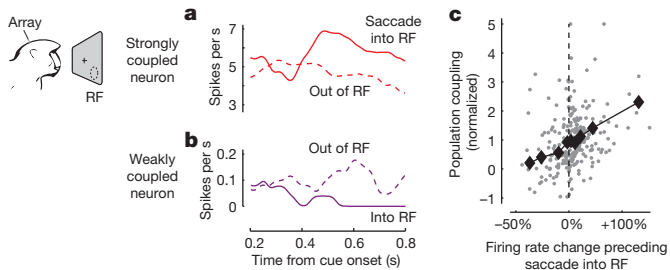 Array
RF
a
Strongly
coupled
neuron
Spikes per s
7
5
3
Saccade
into RF
Out of RF
b
Weakly
coupled
neuron
Spikes per s
0.2
0.1
0
Out of RF
Into RF
0.2 0.4 0.6 0.8
Time from cue onset (s)
c
Population coupling
(normalized)
5
4
3
2
1
0
−1
−50% 0% +100%
Firing rate change preceding
saccade into RF